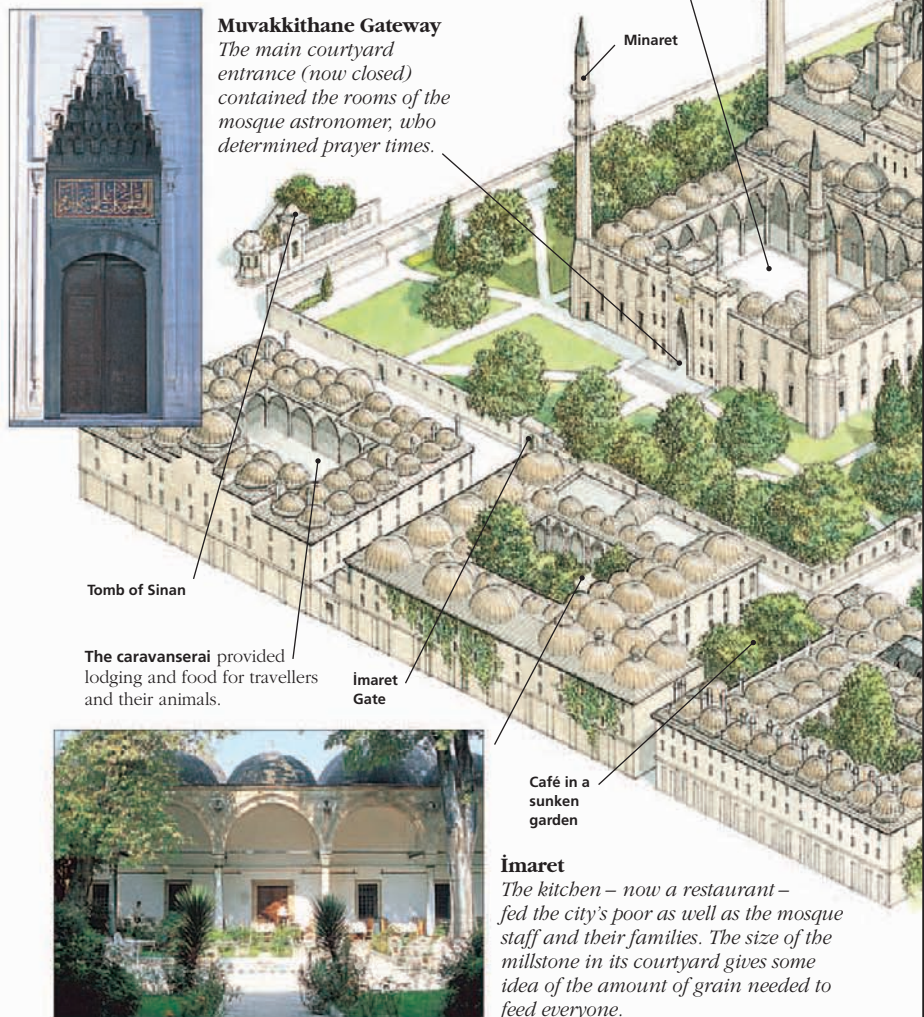 Muvakkithane Gateway
The main courtyard
entrance (now closed)
contained the rooms of the
mosque astronomer, who
determined prayer times.
Minaret
Tomb of Sinan
The caravanserai provided
lodging and food for travellers
and their animals.
İmaret
Gate
Café in a
sunken
garden
İmaret
The kitchen – now a restaurant –
fed the city's poor as well as the mosque
staff and their families. The size of the
millstone in its courtyard gives some
idea of the amount of grain needed to
feed everyone.